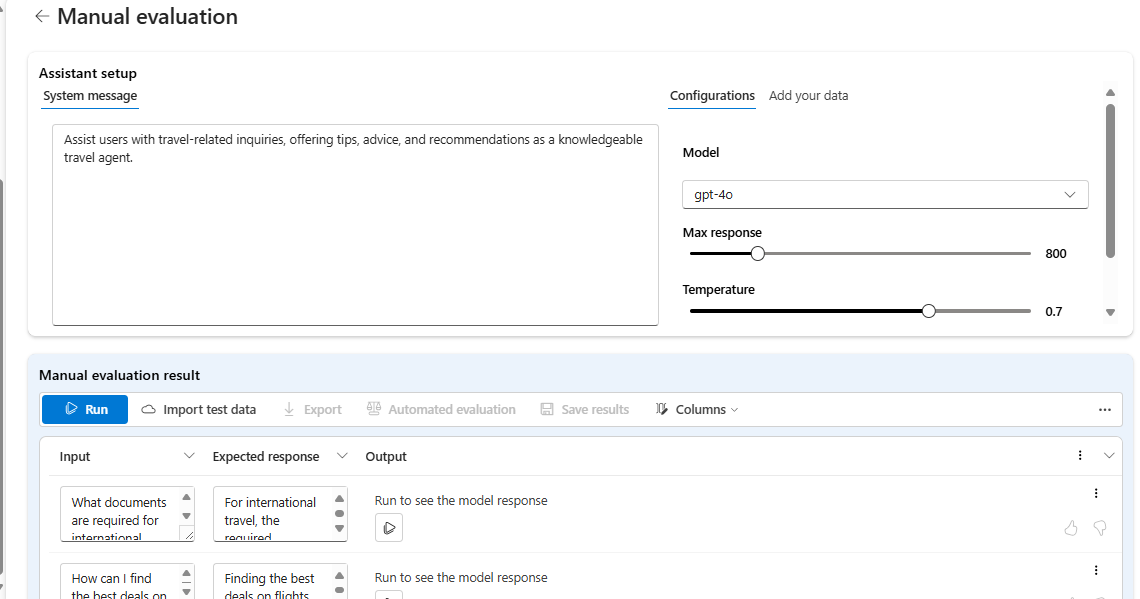 Manual evaluation
Assistant setup
System message
Assist users with travel-related inquiries, offering tips, advice, and recommendations as a knowledgeable
travel agent.
Configurations Add your data
Model
gpt-4o
Max response
800
Temperature
0.7
Manual evaluation result
Run Import test data Export Automated evaluation Save results Columns
Input Expected response Output
What documents
are required for
international
For international
travel, the
required
Run to see the model response
How can I find
the best deals on
Finding the best
deals on flights
Run to see the model response